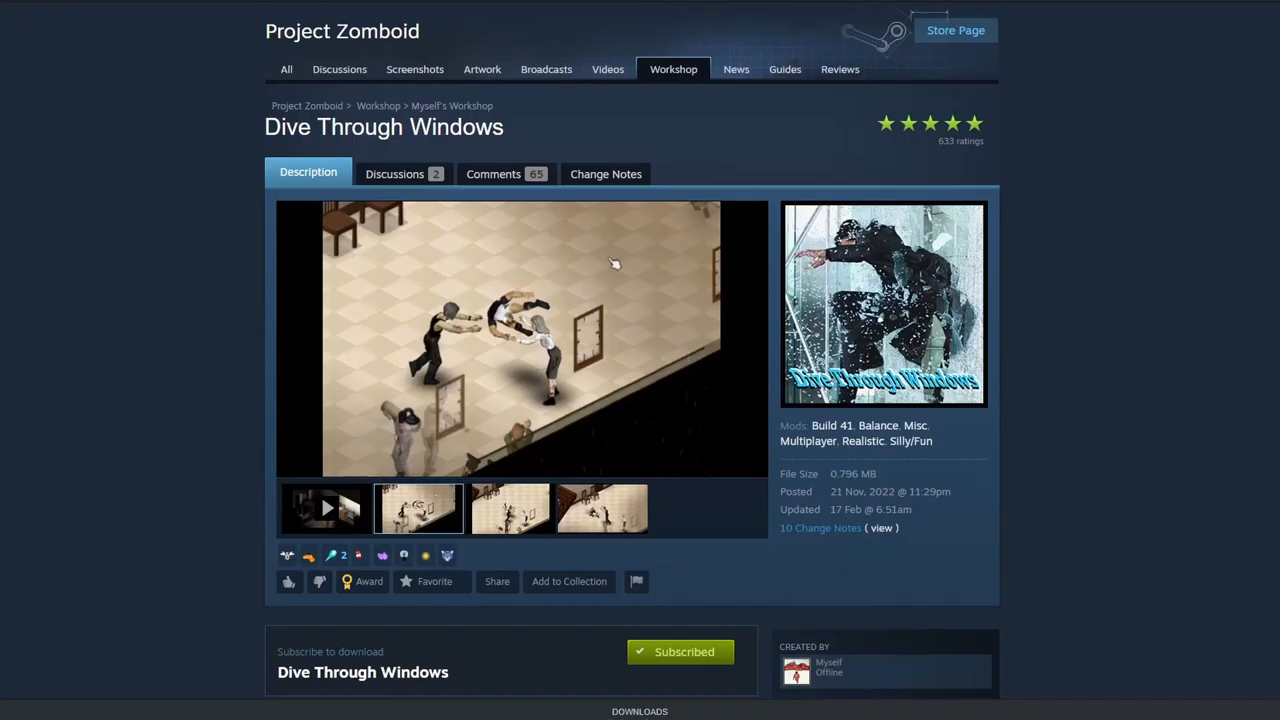 Project Zomboid
Store Page
All Discussions Screenshots Artwork Broadcasts Videos Workshop News Guides Reviews
Project Zomboid > Workshop > Myself's Workshop
Dive Through Windows
633 ratings
Description Discussions 2 Comments 65 Change Notes
Dive Through Windows
Mods: Build 41, Balance, Misc,
Multiplayer, Realistic, Silly/Fun
File Size 0.796 MB
Posted 21 Nov, 2022 @ 11:29pm
Updated 17 Feb @ 6:51am
10 Change Notes ( view )
2
Award Favorite Share Add to Collection
Subscribe to download
Dive Through Windows
Subscribed
CREATED BY
Myself
Offline
DOWNLOADS